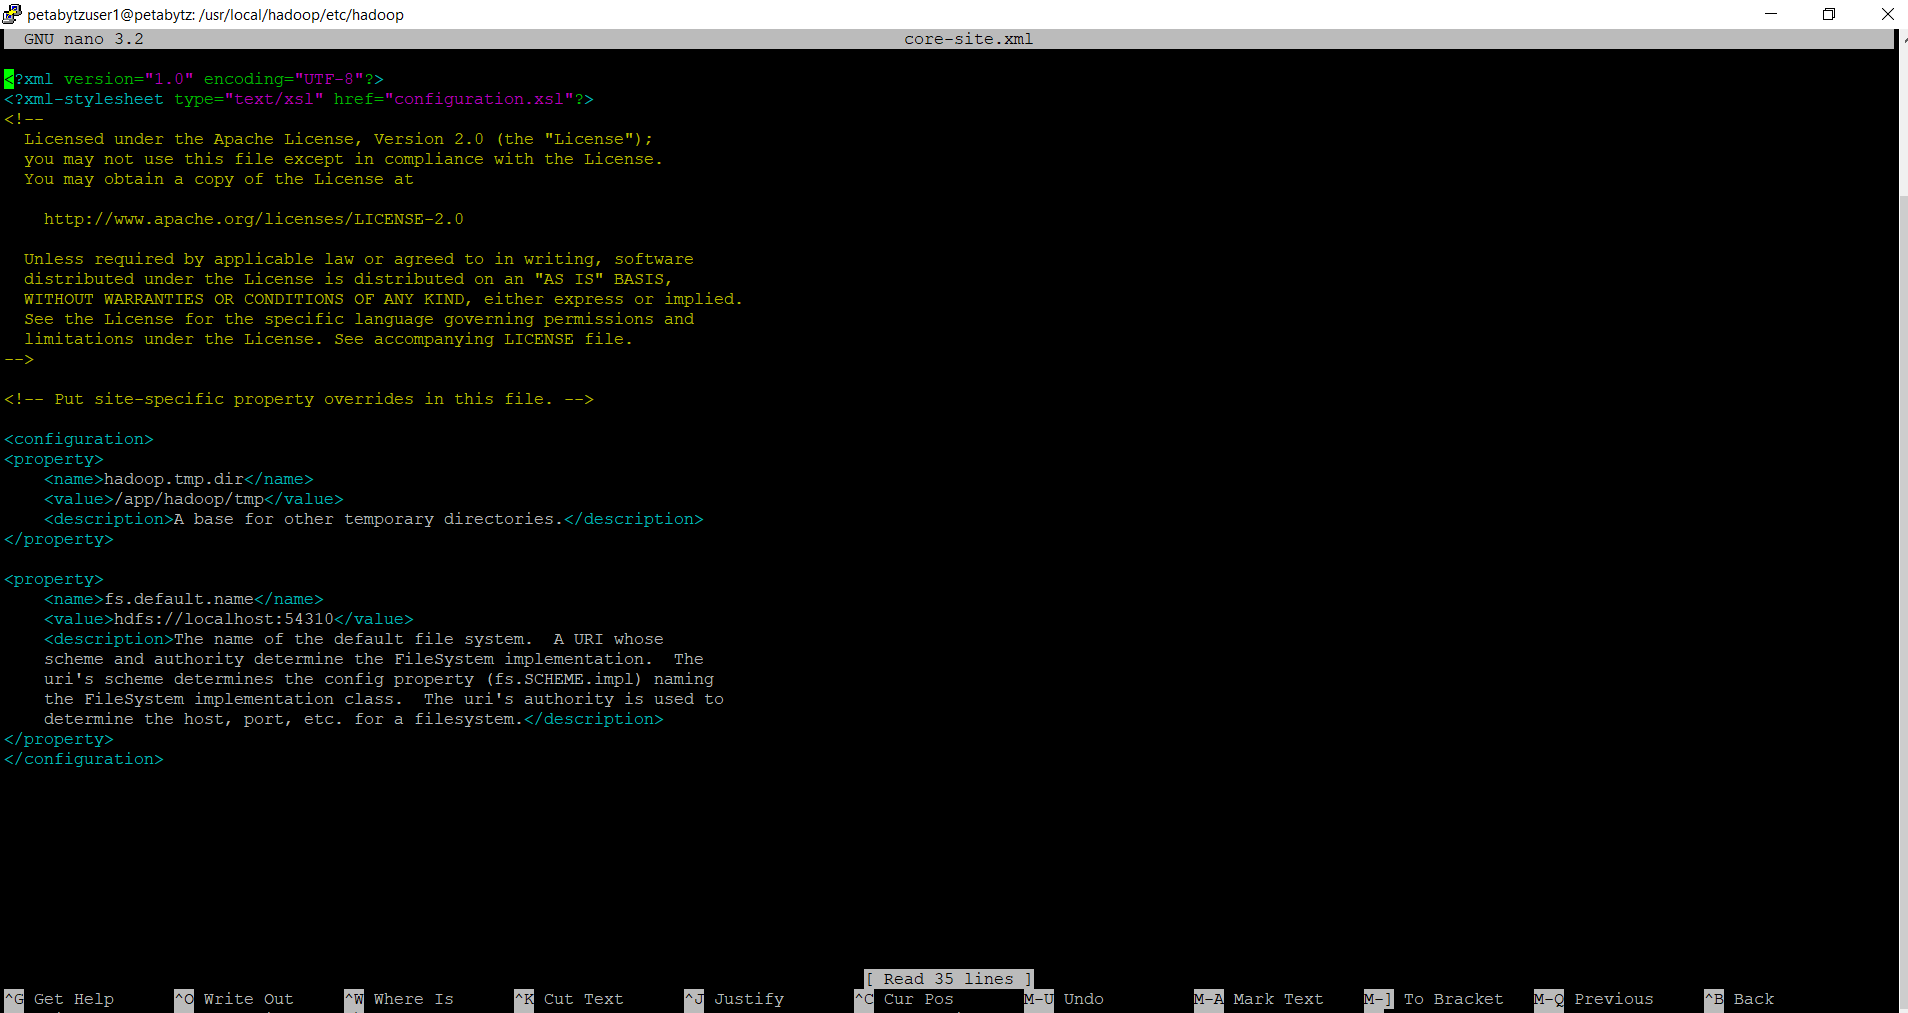 petabytzuser1@petabytz: /usr/local/hadoop/etc/hadoop
GNU nano 3.2 core-site.xml
<?xml version="1.0" encoding="UTF-8"?>
<?xml-stylesheet type="text/xsl" href="configuration.xsl"?>
<!--
  Licensed under the Apache License, Version 2.0 (the "License");
  you may not use this file except in compliance with the License.
  You may obtain a copy of the License at
    http://www.apache.org/licenses/LICENSE-2.0
  Unless required by applicable law or agreed to in writing, software
  distributed under the License is distributed on an "AS IS" BASIS,
  WITHOUT WARRANTIES OR CONDITIONS OF ANY KIND, either express or implied.
  See the License for the specific language governing permissions and
  limitations under the License. See accompanying LICENSE file.
-->
<!-- Put site-specific property overrides in this file. -->
<configuration>
<property>
    <name>hadoop.tmp.dir</name>
    <value>/app/hadoop/tmp</value>
    <description>A base for other temporary directories.</description>
</property>
<property>
    <name>fs.default.name</name>
    <value>hdfs://localhost:54310</value>
    <description>The name of the default file system.  A URI whose
    scheme and authority determine the FileSystem implementation.  The
    uri's scheme determines the config property (fs.SCHEME.impl) naming
    the FileSystem implementation class.  The uri's authority is used to
    determine the host, port, etc. for a filesystem.</description>
</property>
</configuration>
[ Read 35 lines ]
^G Get Help ^O Write Out ^W Where Is ^K Cut Text ^J Justify ^C Cur Pos M-U Undo M-A Mark Text M-] To Bracket M-Q Previous ^B Back